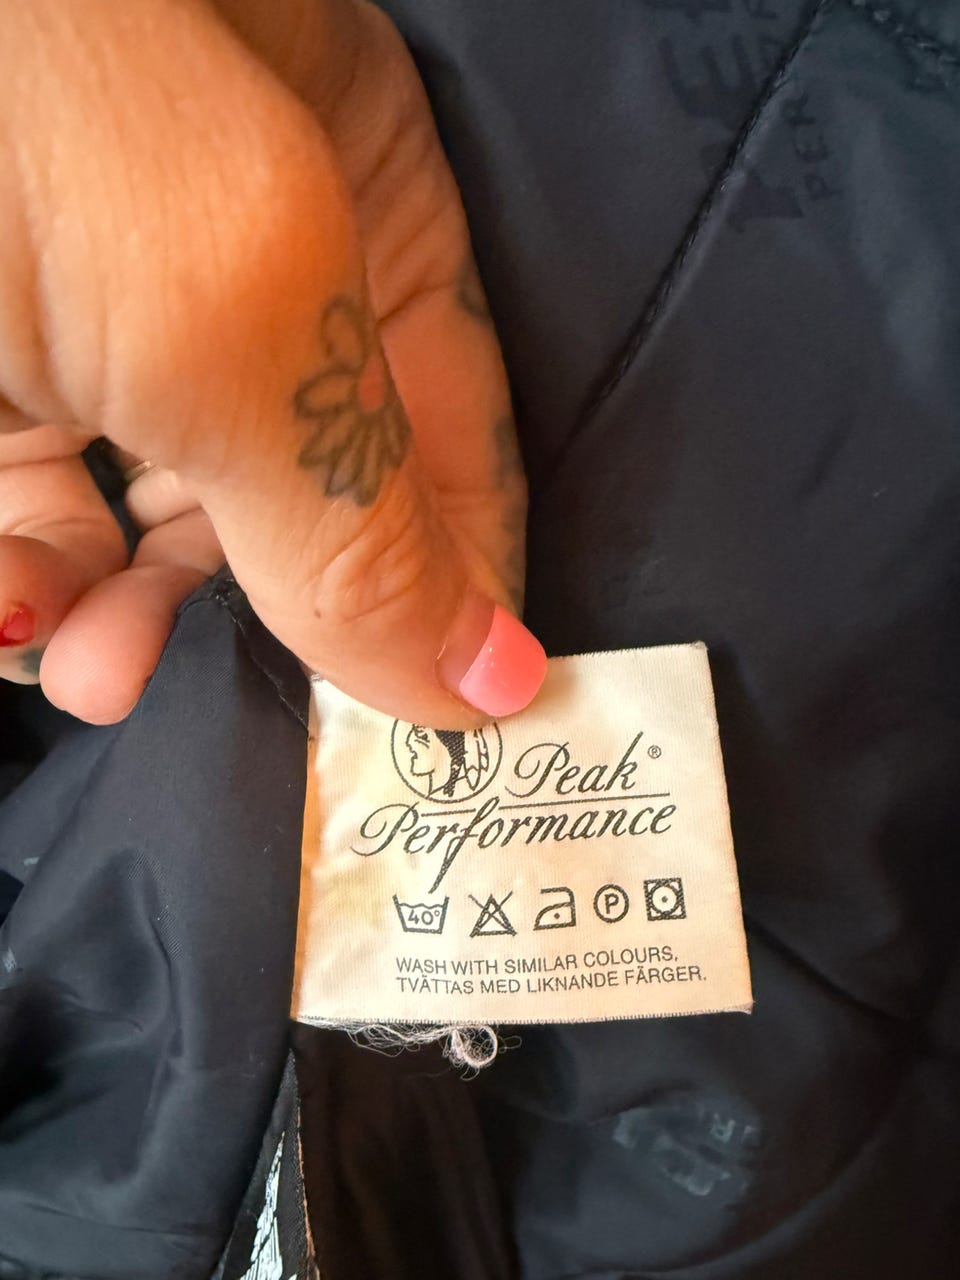 Peak®
Performance
40°
P
WASH WITH SIMILAR COLOURS.
TVÄTTAS MED LIKNANDE FÄRGER.